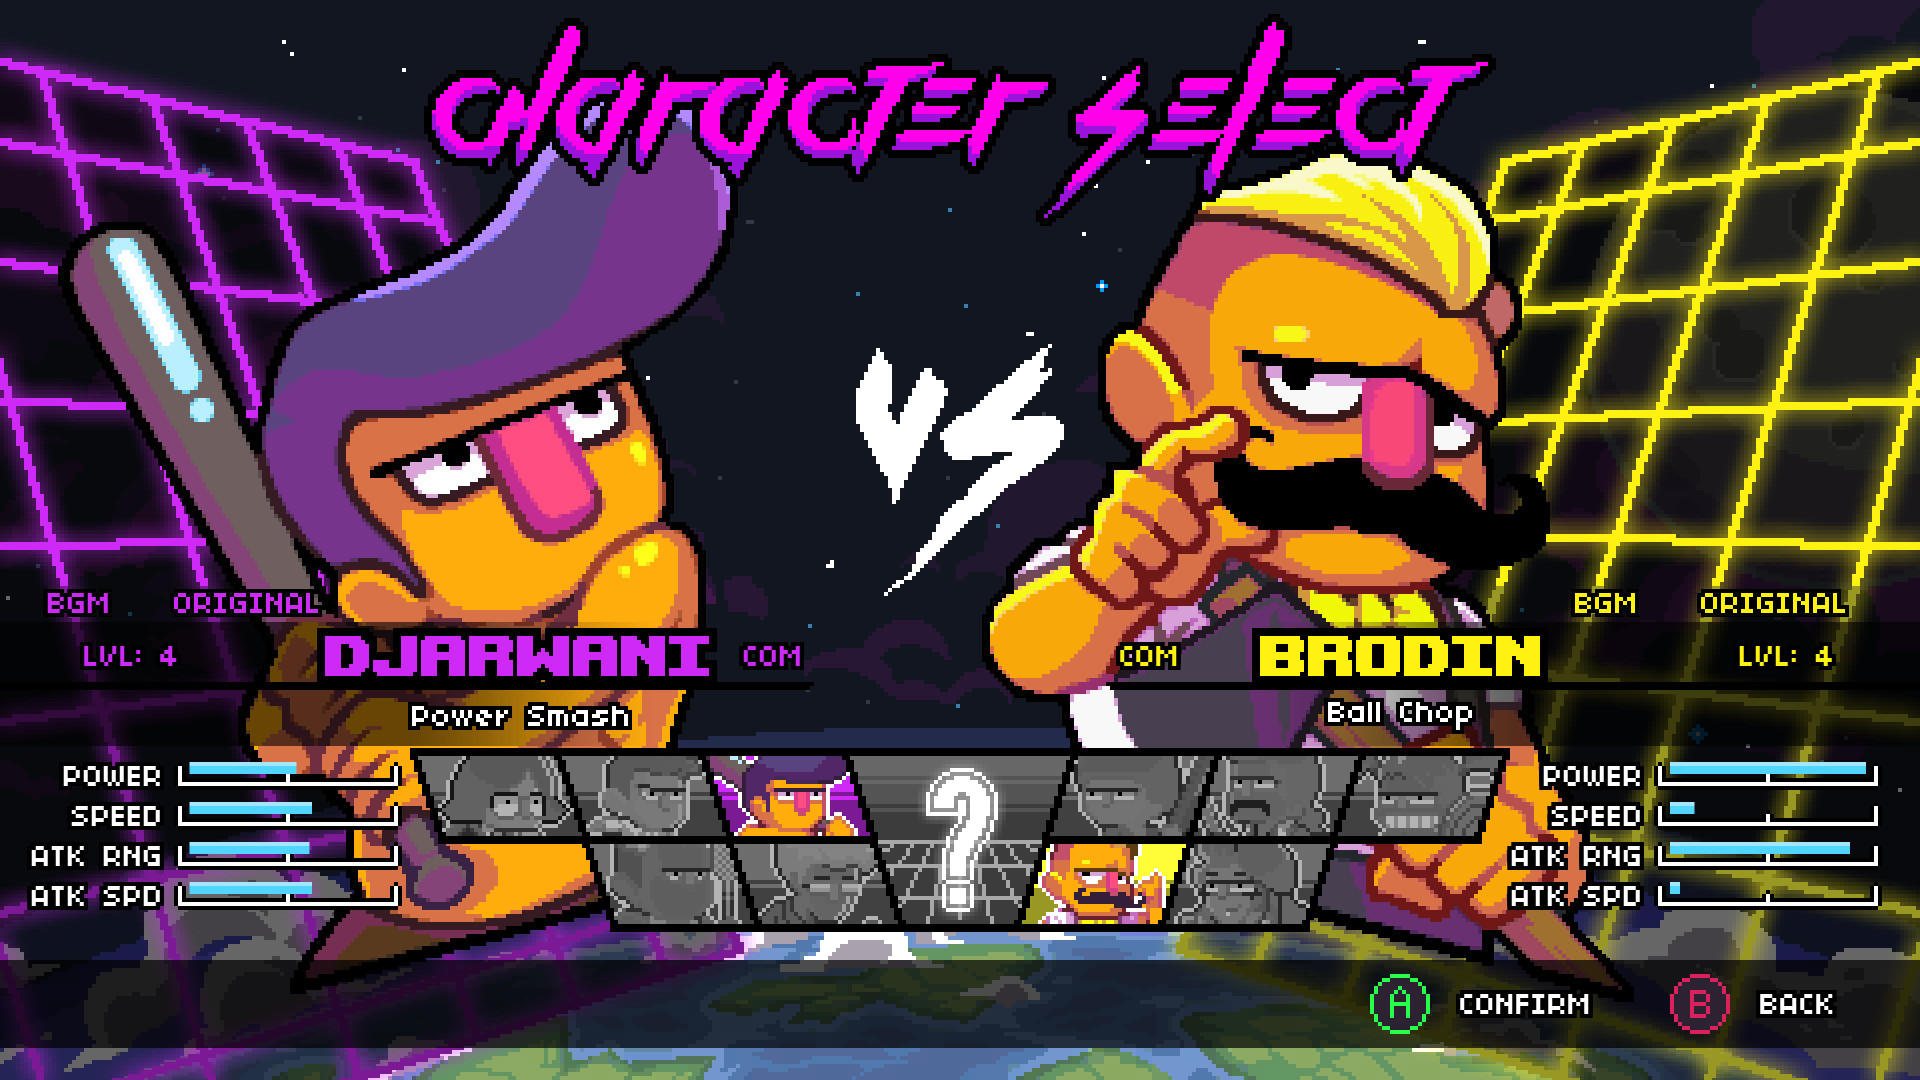 CHARACTER SELECT
VS
BGM ORIGINAL
LVL: 4
DJARWANI
COM
Power Smash
POWER
SPEED
ATK RNG
ATK SPD
?
BGM ORIGINAL
COM
BRODIN
LVL: 4
Ball Chop
POWER
SPEED
ATK RNG
ATK SPD
A CONFIRM
B BACK